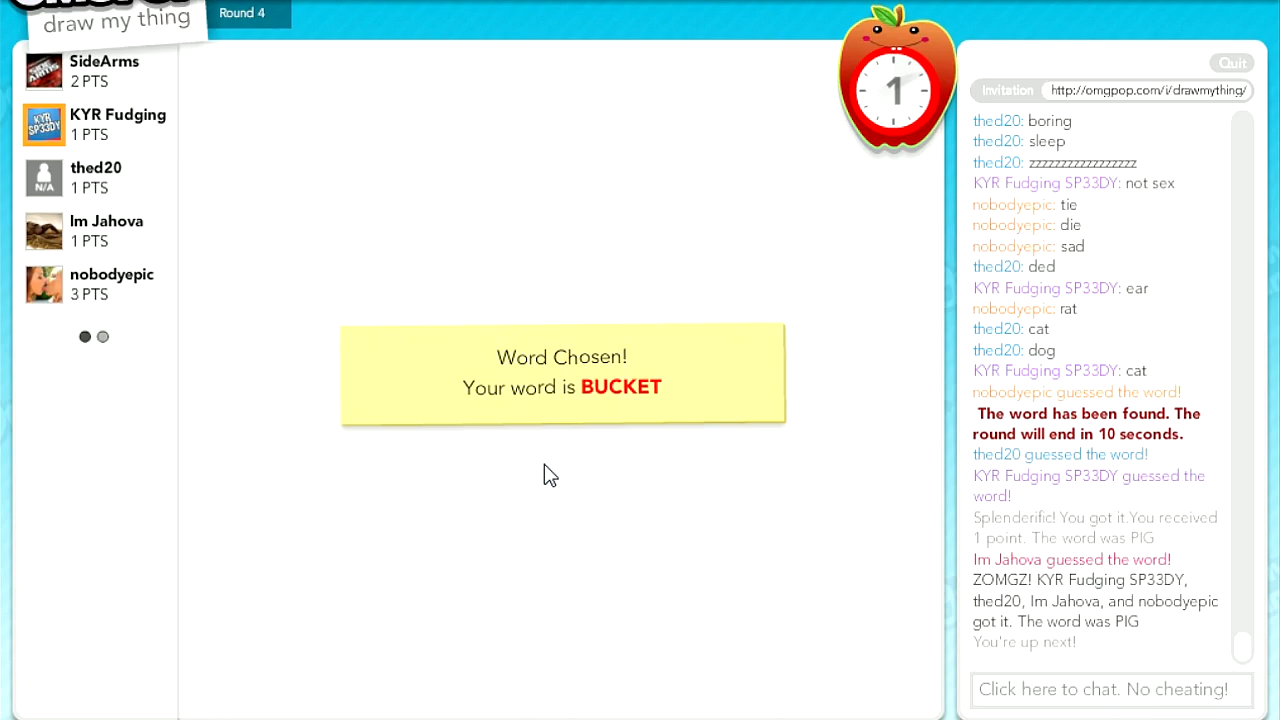 draw my thing
Round 4
SideArms
2 PTS
KYR Fudging
1 PTS
thed20
1 PTS
N/A
Im Jahova
1 PTS
nobodyepic
3 PTS
KYR
SP33DY
1
Word Chosen!
Your word is BUCKET
Quit
Invitation http://omgpop.com/i/drawmything/
thed20: boring
thed20: sleep
thed20: zzzzzzzzzzzzzzzzz
KYR Fudging SP33DY: not sex
nobodyepic: tie
nobodyepic: die
nobodyepic: sad
thed20: ded
KYR Fudging SP33DY: ear
nobodyepic: rat
thed20: cat
thed20: dog
KYR Fudging SP33DY: cat
nobodyepic guessed the word!
The word has been found. The
round will end in 10 seconds.
thed20 guessed the word!
KYR Fudging SP33DY guessed the
word!
Splenderific! You got it.You received
1 point. The word was PIG
Im Jahova guessed the word!
ZOMGZ! KYR Fudging SP33DY,
thed20, Im Jahova, and nobodyepic
got it. The word was PIG
You're up next!
Click here to chat. No cheating!